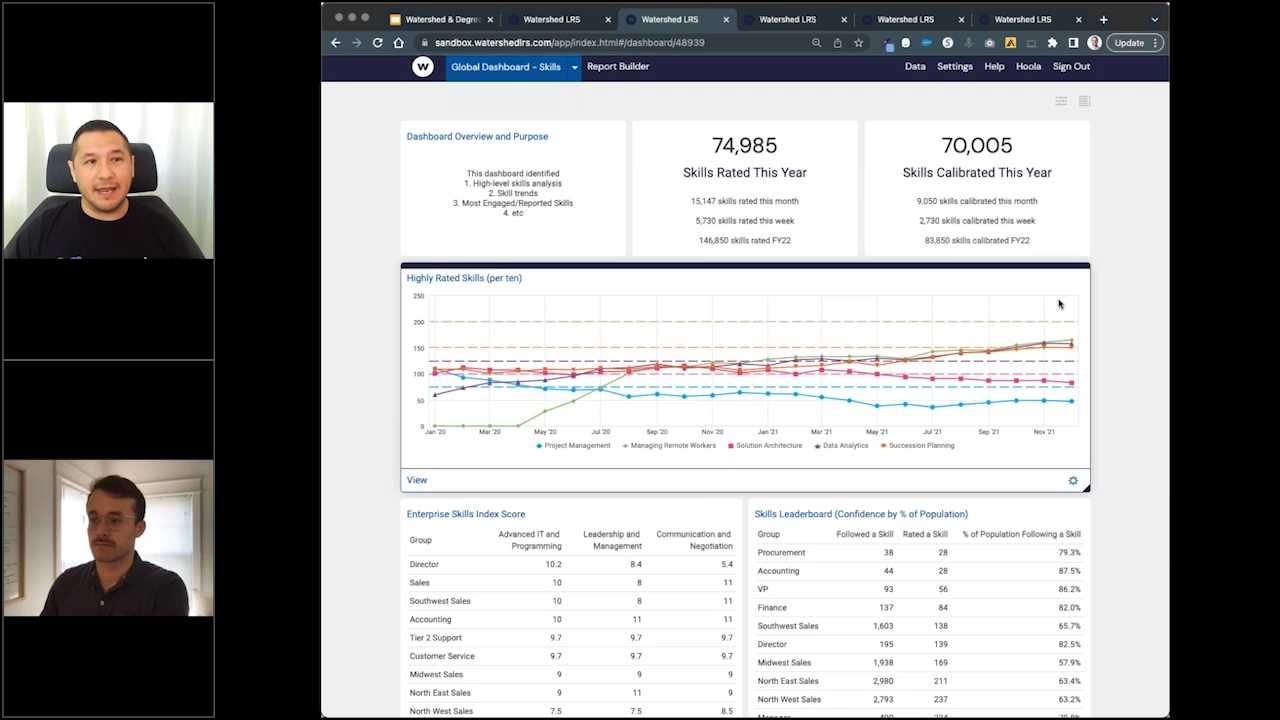 Watershed & Degre
Watershed LRS
Watershed LRS
Watershed LRS
Watershed LRS
Watershed LRS
sandbox.watershedlrs.com/app/index.html#/dashboard/48939
Update
W
Global Dashboard – Skills
Report Builder
Data
Settings
Help
Hoola
Sign Out
Dashboard Overview and Purpose
This dashboard identified
1. High-level skills analysis
2. Skill trends
3. Most Engaged/Reported Skills
4. etc
74,985
Skills Rated This Year
15,147 skills rated this month
5,730 skills rated this week
146,850 skills rated FY22
70,005
Skills Calibrated This Year
9,050 skills calibrated this month
2,730 skills calibrated this week
83,850 skills calibrated FY22
Highly Rated Skills (per ten)
250
200
150
100
50
0
Jan '20 Mar '20 May '20 Jul '20 Sep '20 Nov '20 Jan '21 Mar '21 May '21 Jul '21 Sep '21 Nov '21
Project Management Managing Remote Workers Solution Architecture Data Analytics Succession Planning
View
Enterprise Skills Index Score
Group Advanced IT and Programming Leadership and Management Communication and Negotiation
Director 10.2 8.4 5.4
Sales 10 8 11
Southwest Sales 10 8 11
Accounting 10 11 11
Tier 2 Support 9.7 9.7 9.7
Customer Service 9.7 9.7 9.7
Midwest Sales 9 9 9
North East Sales 9 11 9
North West Sales 7.5 7.5 8.5
Skills Leaderboard (Confidence by % of Population)
Group Followed a Skill Rated a Skill % of Population Following a Skill
Procurement 38 28 79.3%
Accounting 44 28 87.5%
VP 93 56 86.2%
Finance 137 84 82.0%
Southwest Sales 1,603 138 65.7%
Director 195 139 82.5%
Midwest Sales 1,938 169 57.9%
North East Sales 2,980 211 63.4%
North West Sales 2,793 237 63.2%